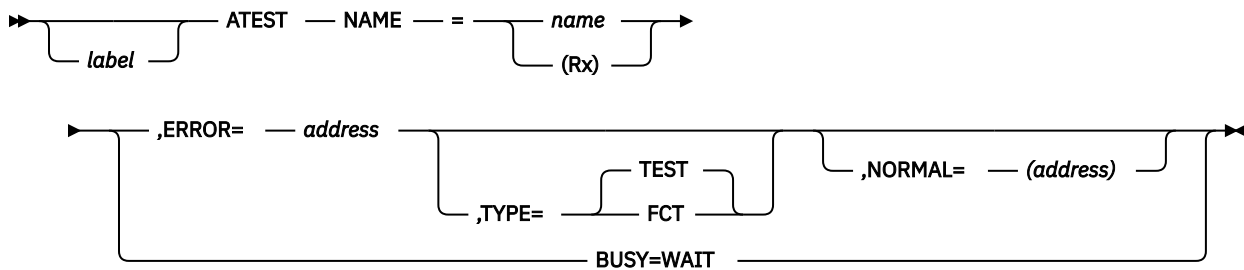 ATEST NAME = name
label (Rx)
,ERROR= address
TEST ,NORMAL= (address)
,TYPE= FCT
BUSY=WAIT